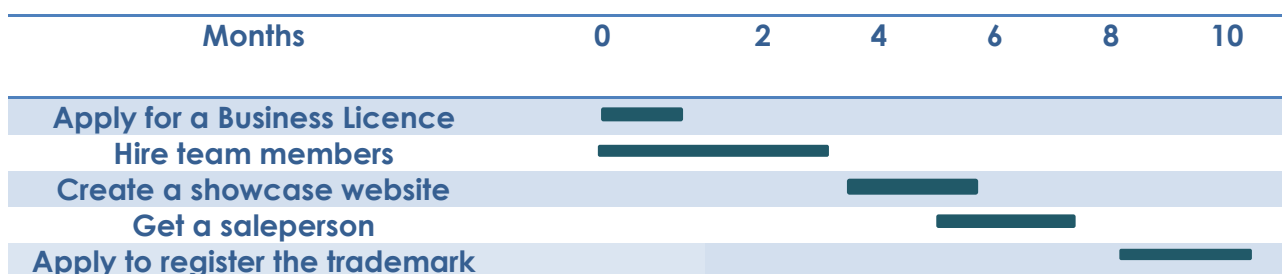 Months 0 2 4 6 8 10
Apply for a Business Licence
Hire team members
Create a showcase website
Get a saleperson
Apply to register the trademark